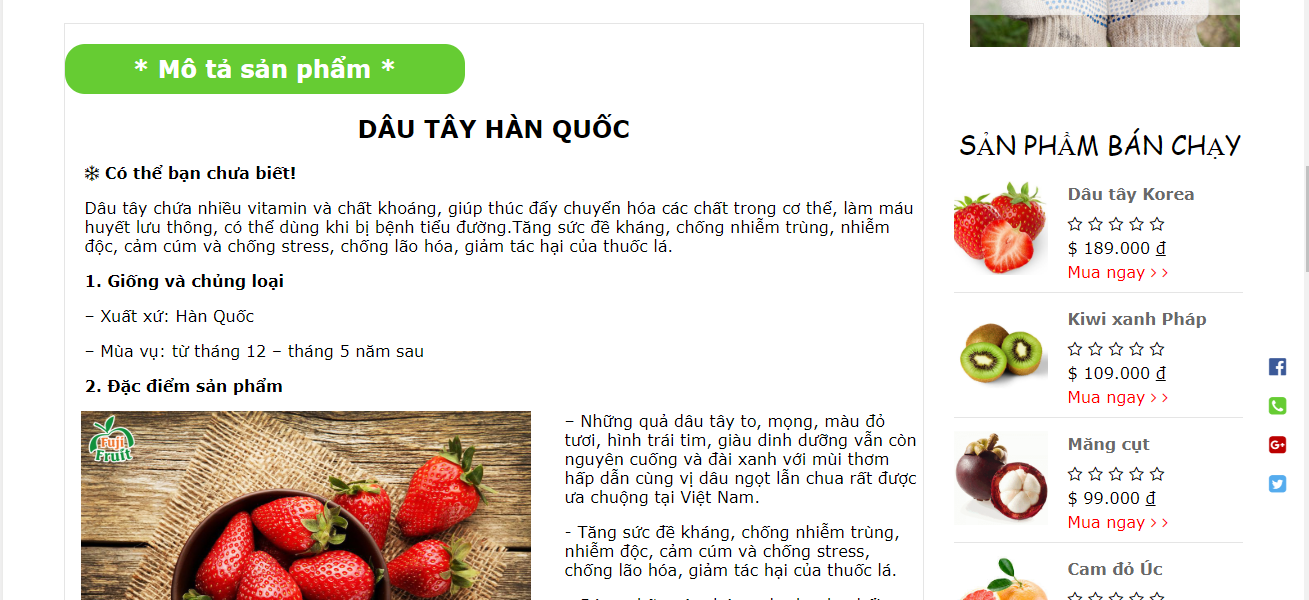 * Mô tả sản phẩm *
DÂU TÂY HÀN QUỐC
❄ Có thể bạn chưa biết!
Dâu tây chứa nhiều vitamin và chất khoáng, giúp thúc đẩy chuyển hóa các chất trong cơ thể, làm máu
huyết lưu thông, có thể dùng khi bị bệnh tiểu đường.Tăng sức đề kháng, chống nhiễm trùng, nhiễm
độc, cảm cúm và chống stress, chống lão hóa, giảm tác hại của thuốc lá.
1. Giống và chủng loại
– Xuất xứ: Hàn Quốc
– Mùa vụ: từ tháng 12 – tháng 5 năm sau
2. Đặc điểm sản phẩm
Fuji
Fruit
– Những quả dâu tây to, mọng, màu đỏ
tươi, hình trái tim, giàu dinh dưỡng vẫn còn
nguyên cuống và đài xanh với mùi thơm
hấp dẫn cùng vị dâu ngọt lẫn chua rất được
ưa chuộng tại Việt Nam.
- Tăng sức đề kháng, chống nhiễm trùng,
nhiễm độc, cảm cúm và chống stress,
chống lão hóa, giảm tác hại của thuốc lá.
SẢN PHẨM BÁN CHẠY
Dâu tây Korea
$ 189.000 ₫
Mua ngay
Kiwi xanh Pháp
$ 109.000 ₫
Mua ngay
Măng cụt
$ 99.000 ₫
Mua ngay
Cam đỏ Úc